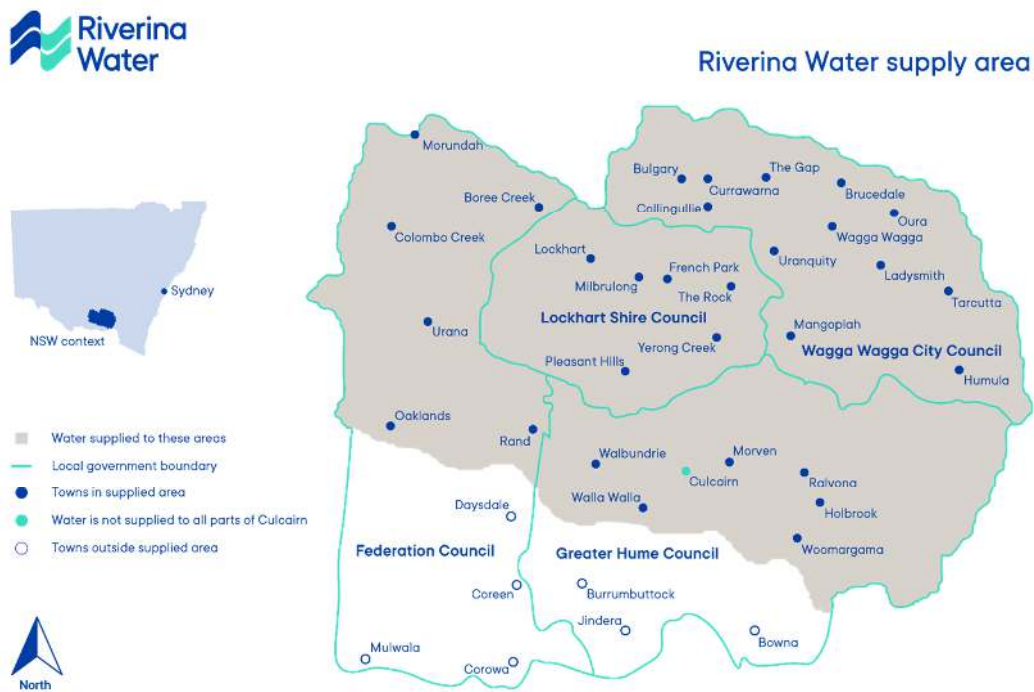 Riverina
Water
Riverina Water supply area
Morundah
Bulgary
The Gap
Currawarna
Brucedale
Boree Creek
Collingullie
Oura
Colombo Creek
Wagga Wagga
Lockhart
Uranquity
French Park
Ladysmith
Milbrulong
Sydney
The Rock
Tarcutta
Lockhart Shire Council
Urana
NSW context
Mangoplah
Yerong Creek
Wagga Wagga City Council
Pleasant Hills
Humula
Oaklands
Rand
Water supplied to these areas
Local government boundary
Towns in supplied area
Water is not supplied to all parts of Culcairn
Towns outside supplied area
Walbundrie
Morven
Culcairn
Ralvona
Walla Walla
Holbrook
Daysdale
Woomargama
Federation Council
Greater Hume Council
Coreen
Burrumbuttock
Jindera
Bowna
Mulwala
Corowa
North